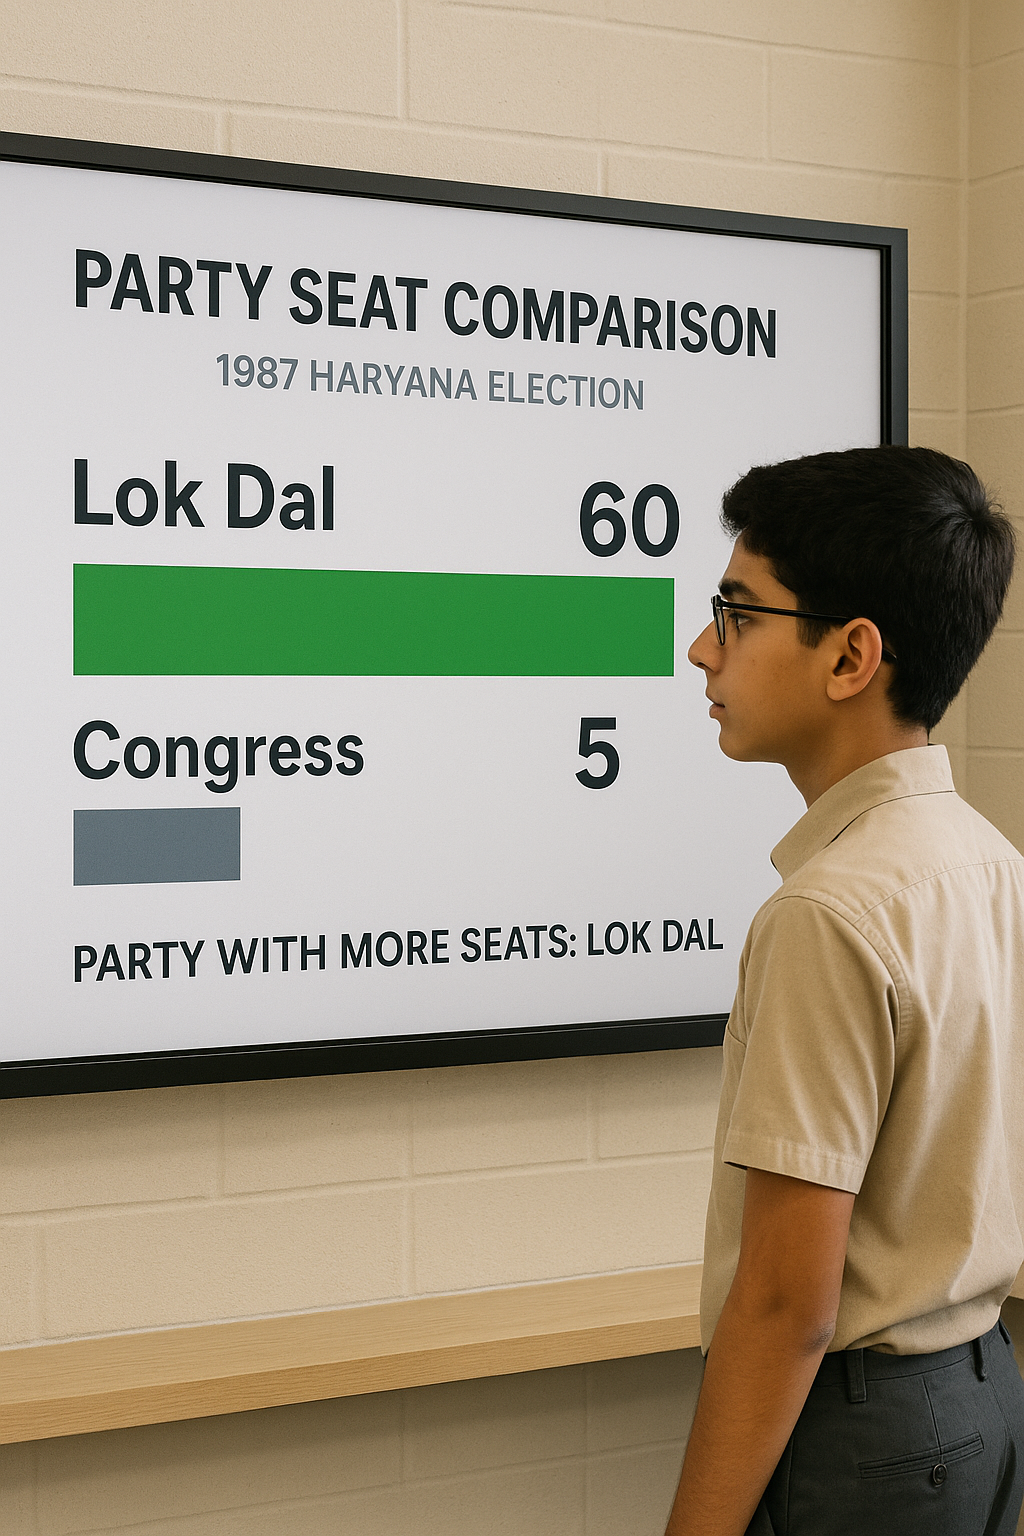 PARTY SEAT COMPARISON
1987 HARYANA ELECTION
Lok Dal 60
Congress 5
PARTY WITH MORE SEATS: LOK DAL